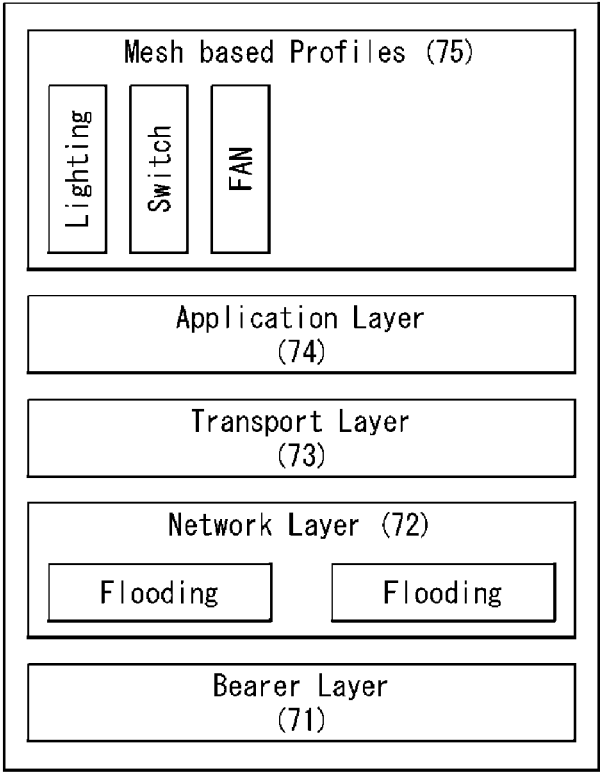 Mesh based Profiles (75)
Lighting
Switch
FAN
Application Layer
(74)
Transport Layer
(73)
Network Layer (72)
Flooding
Flooding
Bearer Layer
(71)